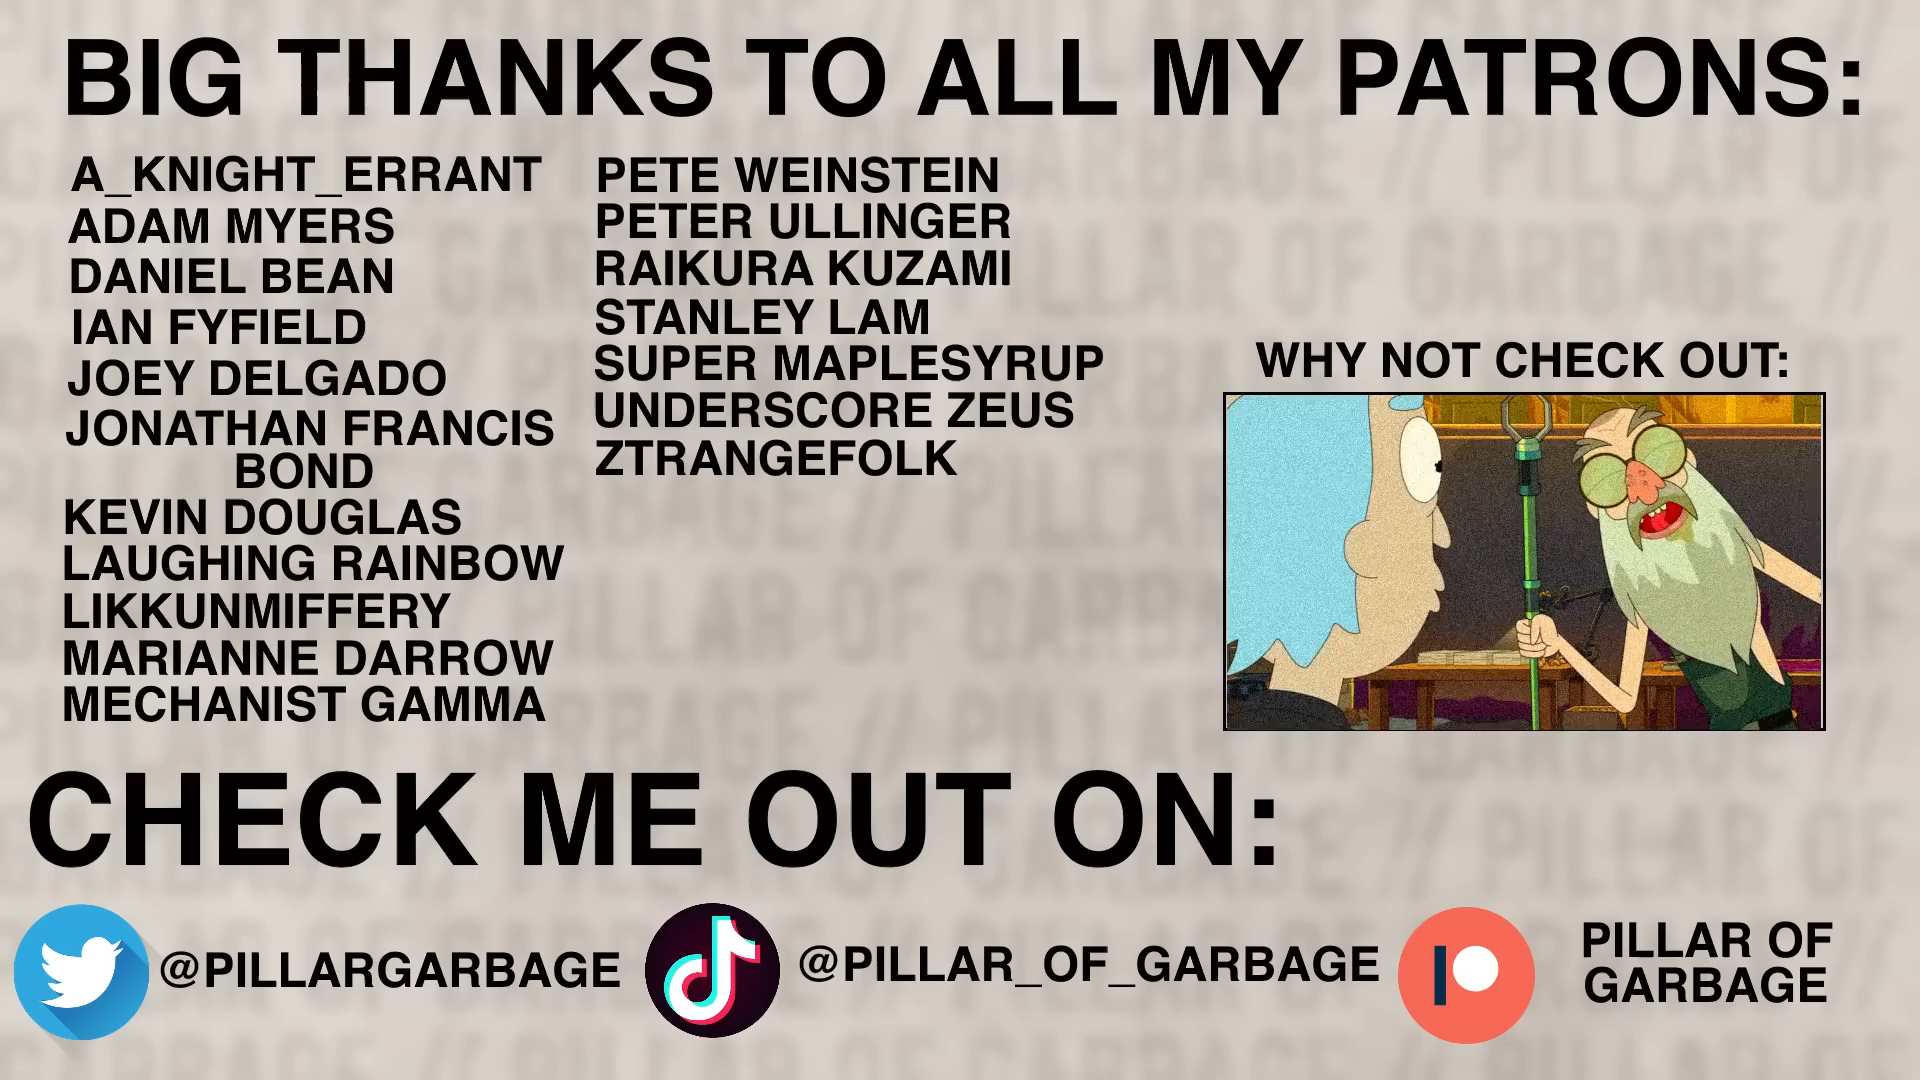 BIG THANKS TO ALL MY PATRONS:
A_KNIGHT_ERRANT
ADAM MYERS
DANIEL BEAN
IAN FYFIELD
JOEY DELGADO
JONATHAN FRANCIS
BOND
KEVIN DOUGLAS
LAUGHING RAINBOW
LIKKUNMIFFERY
MARIANNE DARROW
MECHANIST GAMMA
PETE WEINSTEIN
PETER ULLINGER
RAIKURA KUZAMI
STANLEY LAM
SUPER MAPLESYRUP
UNDERSCORE ZEUS
ZTRANGEFOLK
WHY NOT CHECK OUT:
CHECK ME OUT ON:
@PILLARGARBAGE
@PILLAR_OF_GARBAGE
PILLAR OF
GARBAGE